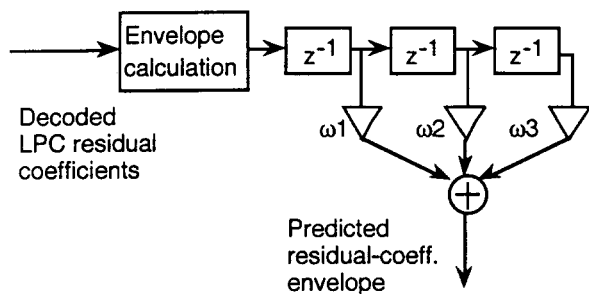 Envelope
calculation
z⁻¹
z⁻¹
z⁻¹
Decoded
LPC residual
coefficients
ω1
ω2
ω3
+
Predicted
residual-coeff.
envelope